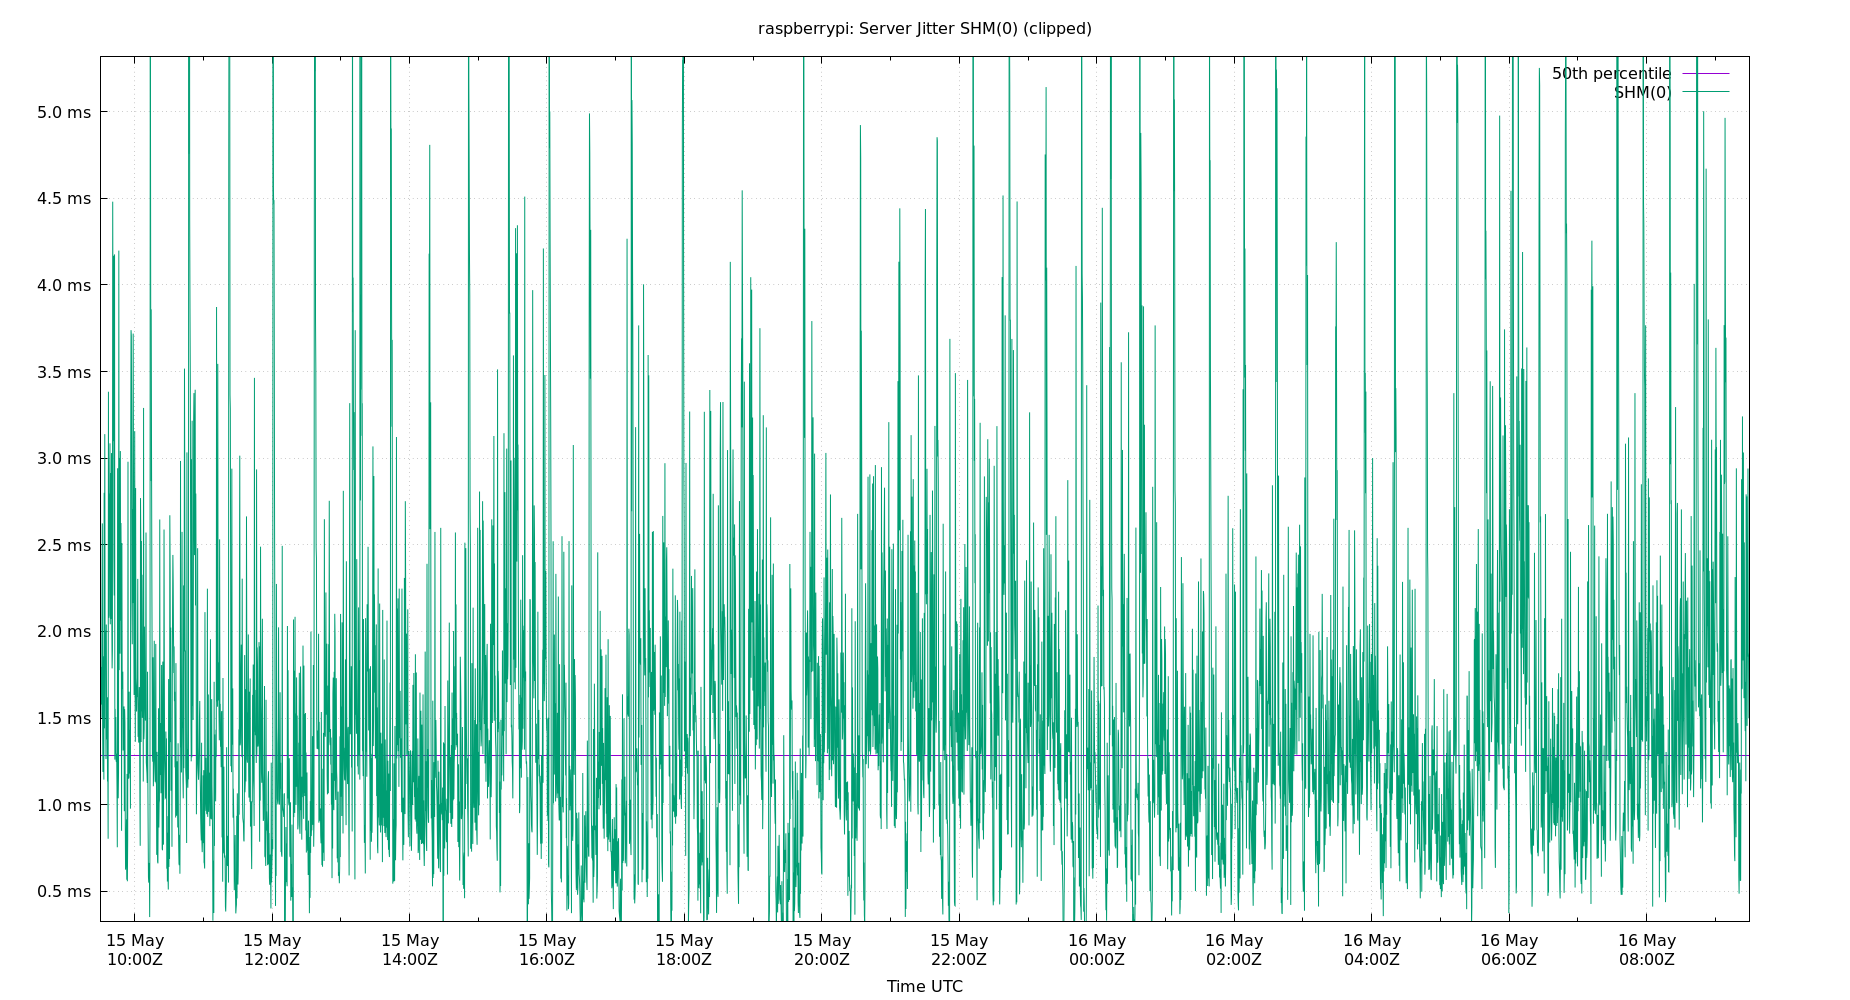 raspberrypi: Server Jitter SHM(0) (clipped)
50th percentile
SHM(0)
5.0 ms
4.5 ms
4.0 ms
3.5 ms
3.0 ms
2.5 ms
2.0 ms
1.5 ms
1.0 ms
0.5 ms
15 May 15 May 15 May 15 May 15 May 15 May 15 May 16 May 16 May 16 May 16 May 16 May
10:00Z 12:00Z 14:00Z 16:00Z 18:00Z 20:00Z 22:00Z 00:00Z 02:00Z 04:00Z 06:00Z 08:00Z
Time UTC